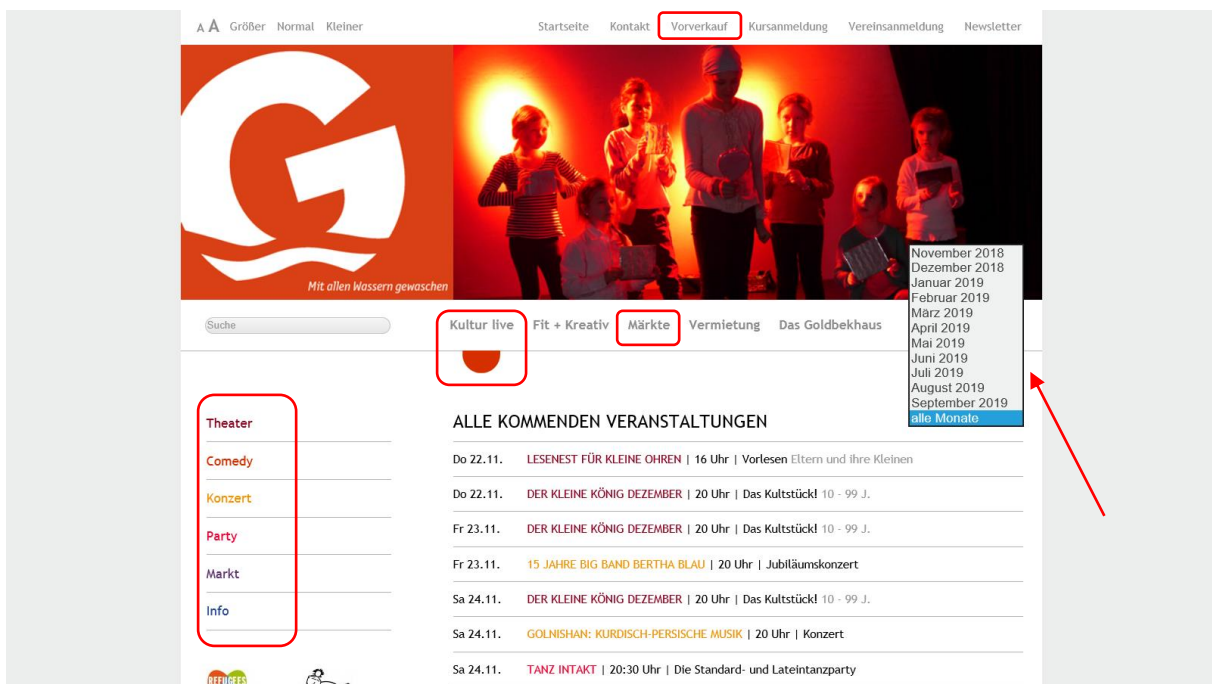 A A Größer Normal Kleiner
Startseite Kontakt Vorverkauf Kursanmeldung Vereinsanmeldung Newsletter
Mit allen Wassern gewaschen
Suche
Kultur live Fit + Kreativ Märkte Vermietung Das Goldbekhaus
November 2018
Dezember 2018
Januar 2019
Februar 2019
März 2019
April 2019
Mai 2019
Juni 2019
Juli 2019
August 2019
September 2019
alle Monate
Theater
Comedy
Konzert
Party
Markt
Info
ALLE KOMMENDEN VERANSTALTUNGEN
Do 22.11. LESENEST FÜR KLEINE OHREN | 16 Uhr | Vorlesen Eltern und ihre Kleinen
Do 22.11. DER KLEINE KÖNIG DEZEMBER | 20 Uhr | Das Kultstück! 10 - 99 J.
Fr 23.11. DER KLEINE KÖNIG DEZEMBER | 20 Uhr | Das Kultstück! 10 - 99 J.
Fr 23.11. 15 JAHRE BIG BAND BERTHA BLAU | 20 Uhr | Jubiläumskonzert
Sa 24.11. DER KLEINE KÖNIG DEZEMBER | 20 Uhr | Das Kultstück! 10 - 99 J.
Sa 24.11. GOLNISHAN: KURDISCH-PERSISCHE MUSIK | 20 Uhr | Konzert
Sa 24.11. TANZ INTAKT | 20:30 Uhr | Die Standard- und Lateintanzparty